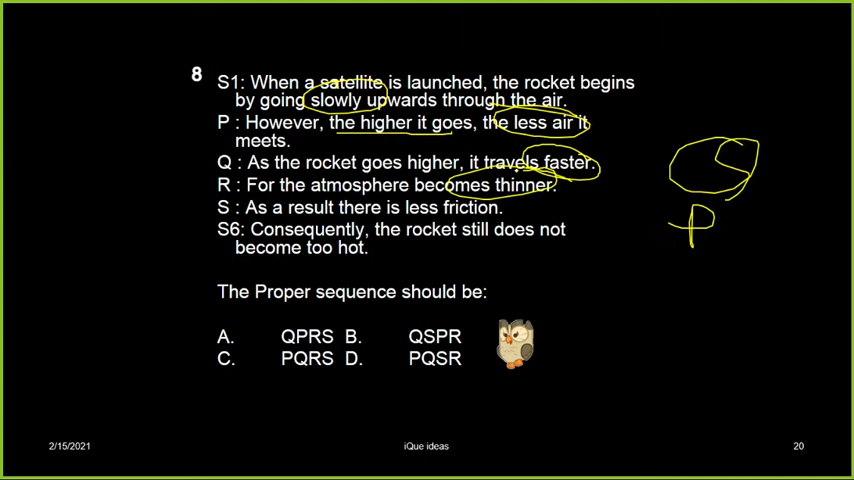 8
S1: When a satellite is launched, the rocket begins
by going slowly upwards through the air.
P : However, the higher it goes, the less air it
meets.
Q : As the rocket goes higher, it travels faster.
R : For the atmosphere becomes thinner.
S : As a result there is less friction.
S6: Consequently, the rocket still does not
become too hot.
P
The Proper sequence should be:
A. QPRS B. QSPR
C. PQRS D. PQSR
2/15/2021 iQue ideas 20